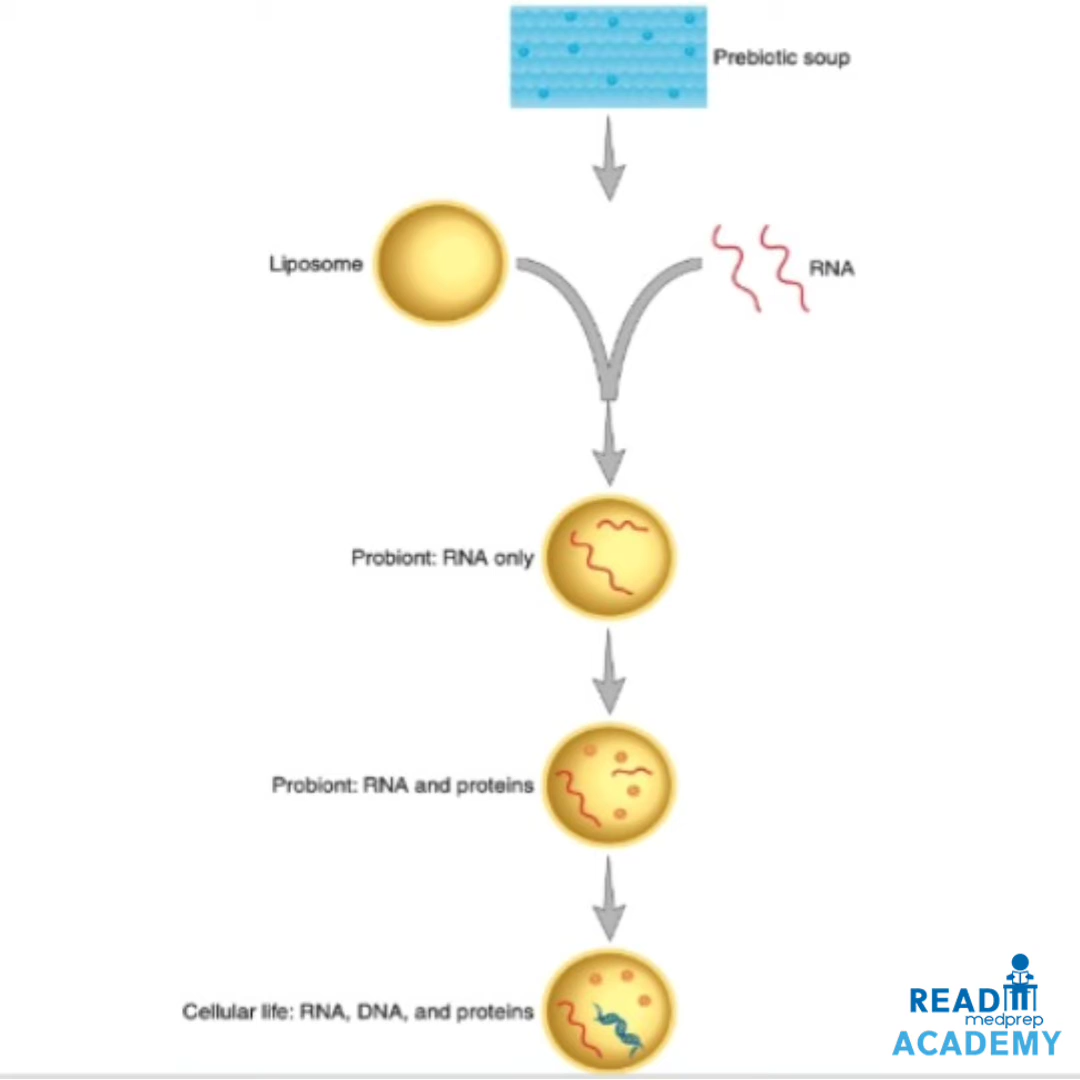 Prebiotic soup
Liposome
RNA
Probiont: RNA only
Probiont: RNA and proteins
Cellular life: RNA, DNA, and proteins
READ
medprep
ACADEMY